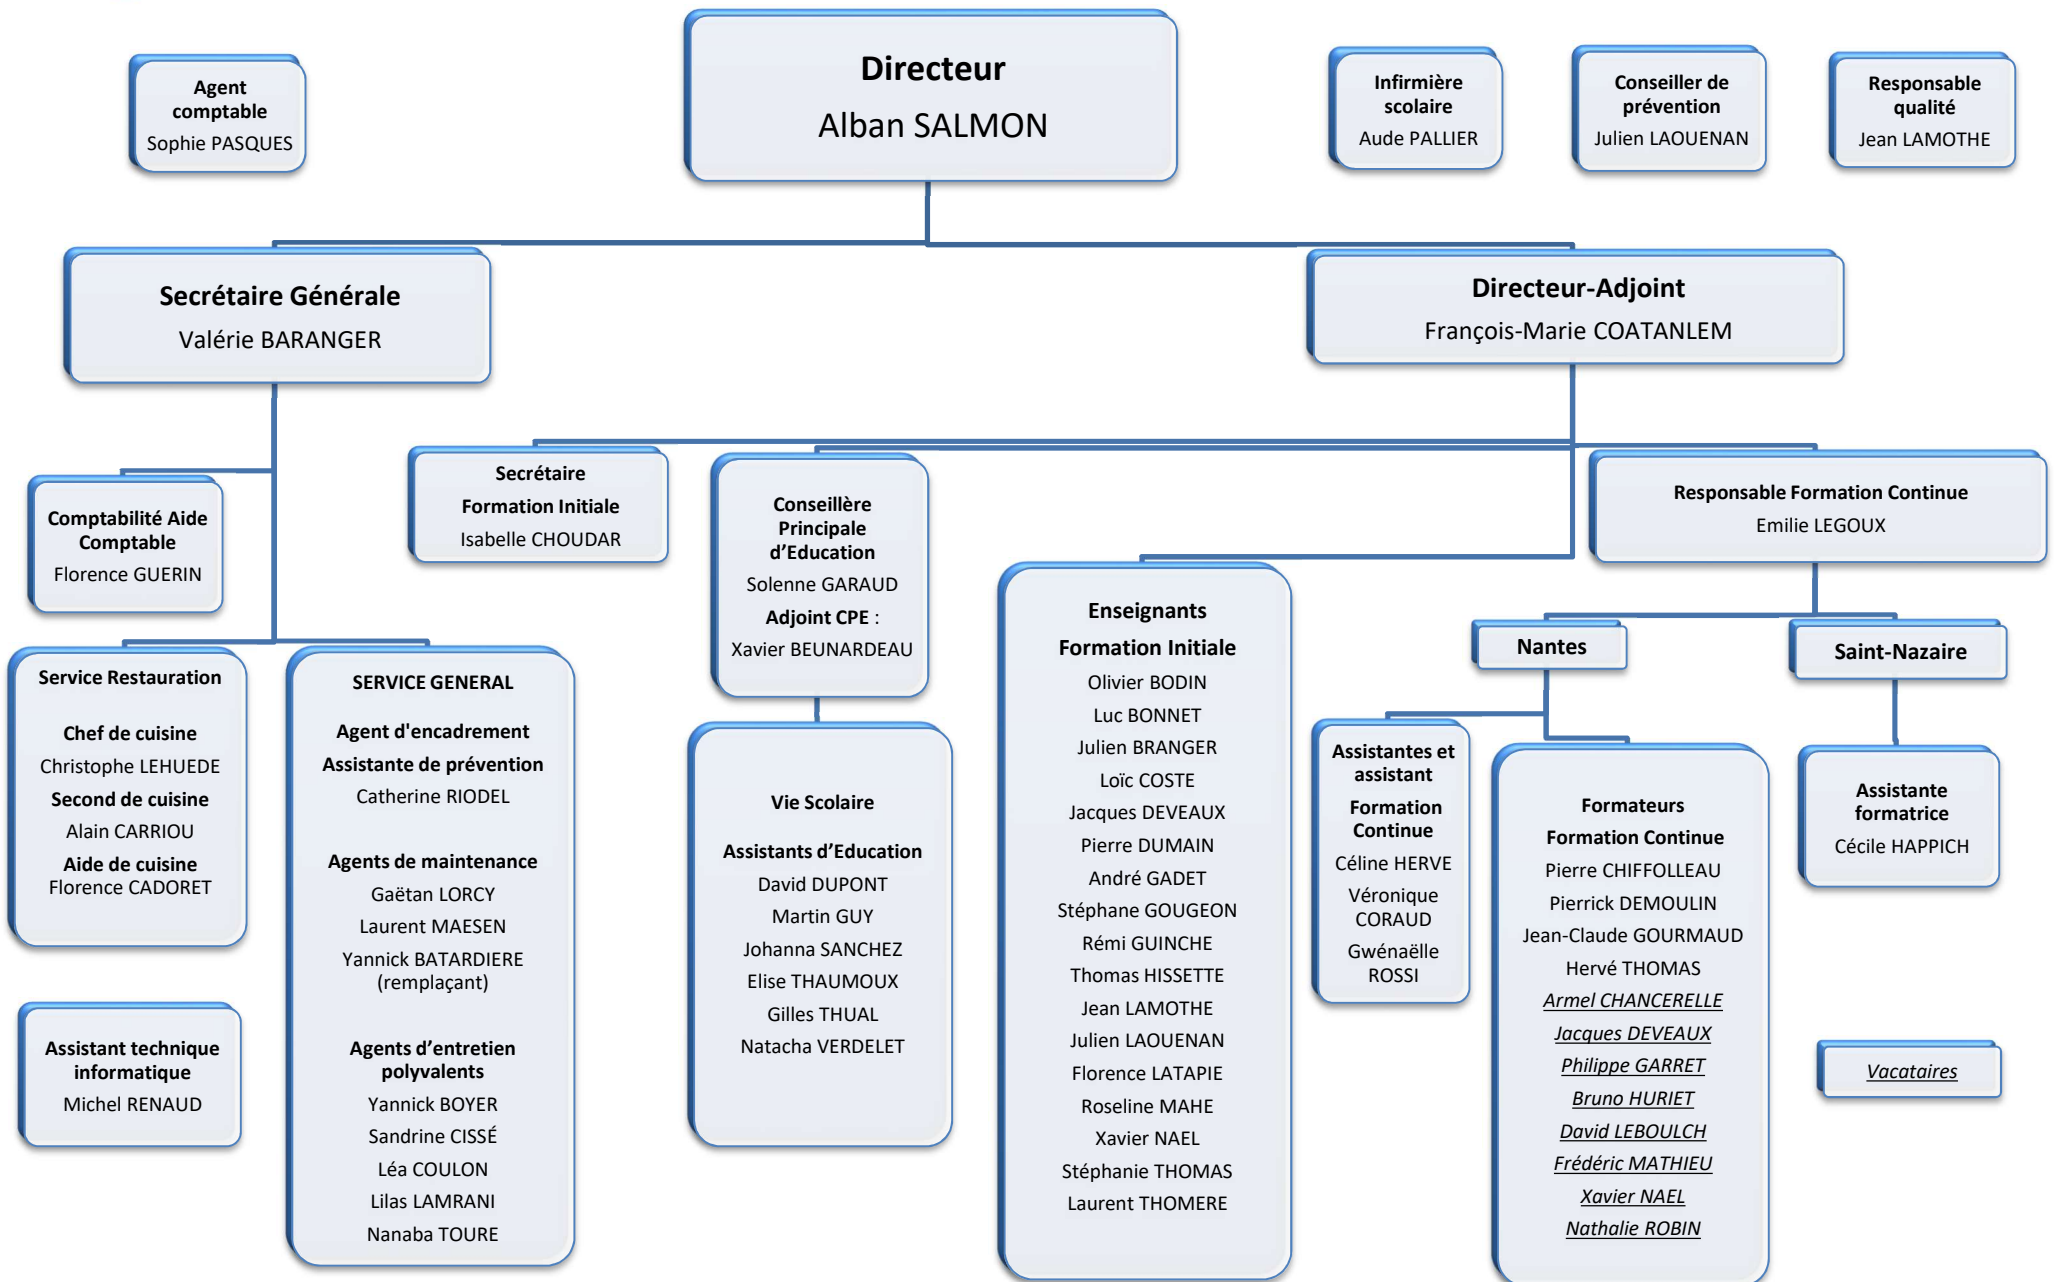 Directeur
Alban SALMON
Agent
comptable
Sophie PASQUES
Infirmière
scolaire
Aude PALLIER
Conseiller de
prévention
Julien LAOUENAN
Responsable
qualité
Jean LAMOTHE
Secrétaire Générale
Valérie BARANGER
Directeur-Adjoint
François-Marie COATANLEM
Comptabilité Aide
Comptable
Florence GUERIN
Secrétaire
Formation Initiale
Isabelle CHOUDAR
Conseillère
Principale
d’Education
Solenne GARAUD
Adjoint CPE :
Xavier BEUNARDEAU
Responsable Formation Continue
Emilie LEGOUX
Service Restauration
Chef de cuisine
Christophe LEHUEDE
Second de cuisine
Alain CARRIOU
Aide de cuisine
Florence CADORET
SERVICE GENERAL
Agent d'encadrement
Assistante de prévention
Catherine RIODEL
Agents de maintenance
Gaëtan LORCY
Laurent MAESEN
Yannick BATARDIERE
(remplaçant)
Agents d’entretien
polyvalents
Yannick BOYER
Sandrine CISSÉ
Léa COULON
Lilas LAMRANI
Nanaba TOURE
Assistant technique
informatique
Michel RENAUD
Vie Scolaire
Assistants d’Education
David DUPONT
Martin GUY
Johanna SANCHEZ
Elise THAUMOUX
Gilles THUAL
Natacha VERDELET
Enseignants
Formation Initiale
Olivier BODIN
Luc BONNET
Julien BRANGER
Loïc COSTE
Jacques DEVEAUX
Pierre DUMAIN
André GADET
Stéphane GOUGEON
Rémi GUINCHE
Thomas HISSETTE
Jean LAMOTHE
Julien LAOUENAN
Florence LATAPIE
Roseline MAHE
Xavier NAEL
Stéphanie THOMAS
Laurent THOMERE
Nantes
Saint-Nazaire
Assistantes et
assistant
Formation
Continue
Céline HERVE
Véronique
CORAUD
Gwénaëlle
ROSSI
Formateurs
Formation Continue
Pierre CHIFFOLLEAU
Pierrick DEMOULIN
Jean-Claude GOURMAUD
Hervé THOMAS
Armel CHANCERELLE
Jacques DEVEAUX
Philippe GARRET
Bruno HURIET
David LEBOULCH
Frédéric MATHIEU
Xavier NAEL
Nathalie ROBIN
Assistante
formatrice
Cécile HAPPICH
Vacataires